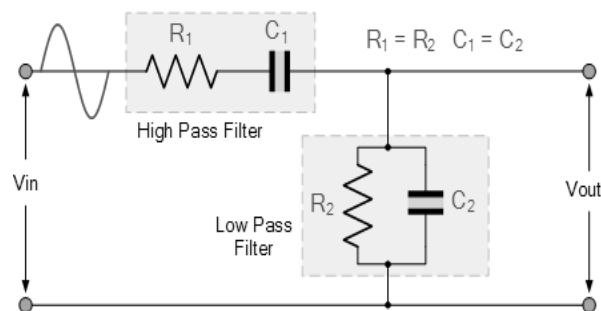 R1 C1 R1 = R2 C1 = C2
High Pass Filter
Vin
R2 C2
Vout
Low Pass
Filter